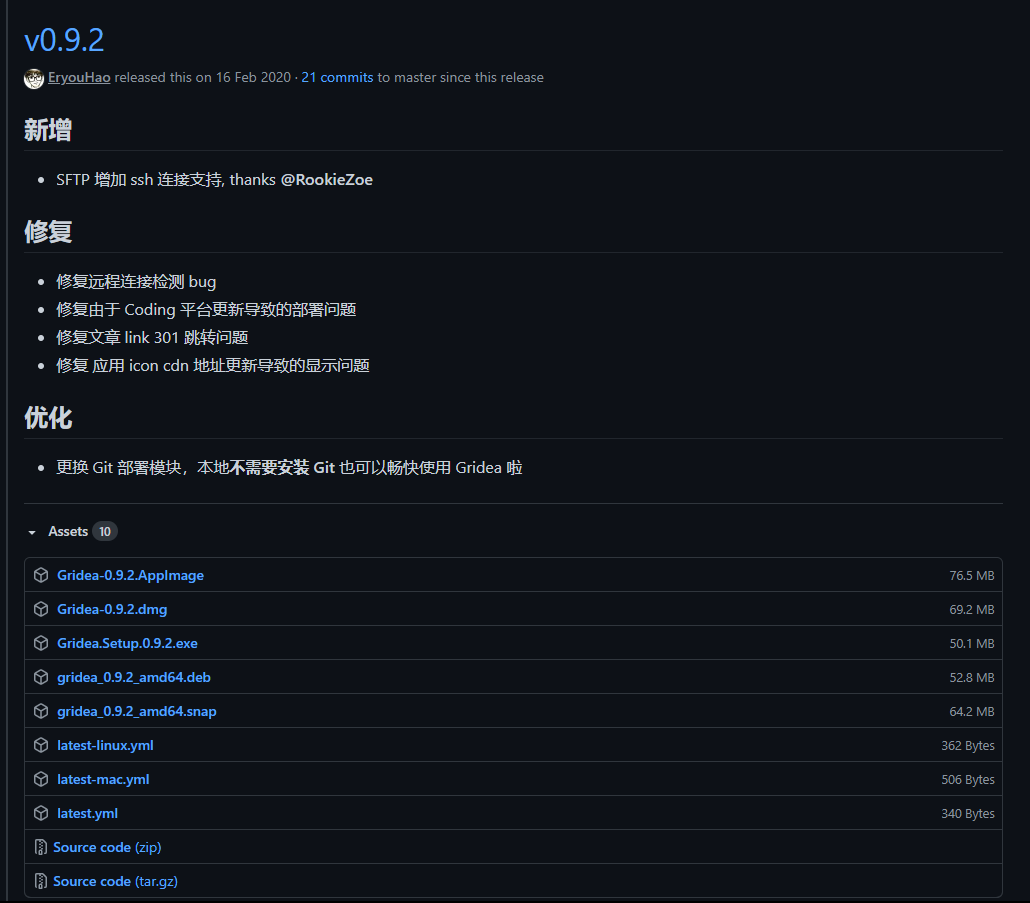 v0.9.2
EryouHao released this on 16 Feb 2020 · 21 commits to master since this release
新增
SFTP 增加 ssh 连接支持, thanks @RookieZoe
修复
修复远程连接检测 bug
修复由于 Coding 平台更新导致的部署问题
修复文章 link 301 跳转问题
修复 应用 icon cdn 地址更新导致的显示问题
优化
更换 Git 部署模块，本地不需要安装 Git 也可以畅快使用 Gridea 啦
Assets 10
Gridea-0.9.2.AppImage 76.5 MB
Gridea-0.9.2.dmg 69.2 MB
Gridea.Setup.0.9.2.exe 50.1 MB
gridea_0.9.2_amd64.deb 52.8 MB
gridea_0.9.2_amd64.snap 64.2 MB
latest-linux.yml 362 Bytes
latest-mac.yml 506 Bytes
latest.yml 340 Bytes
Source code (zip)
Source code (tar.gz)